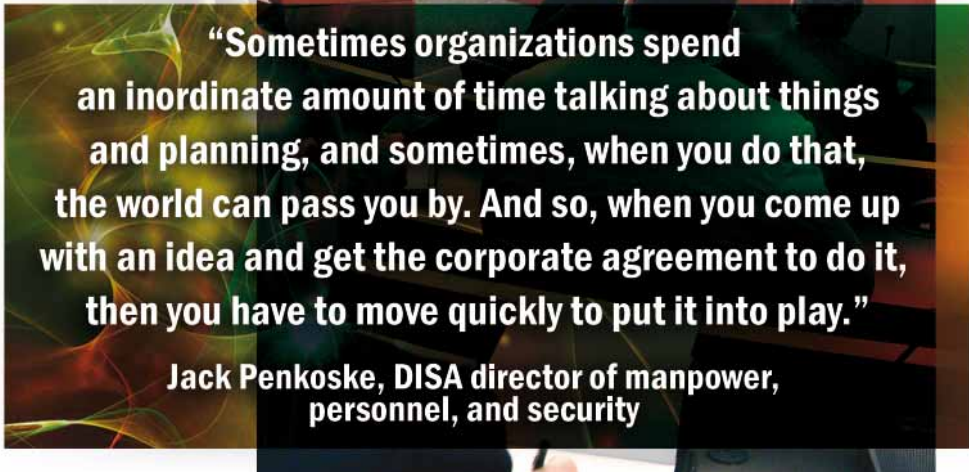 “Sometimes organizations spend
an inordinate amount of time talking about things
and planning, and sometimes, when you do that,
the world can pass you by. And so, when you come up
with an idea and get the corporate agreement to do it,
then you have to move quickly to put it into play.”
Jack Penkoske, DISA director of manpower,
personnel, and security